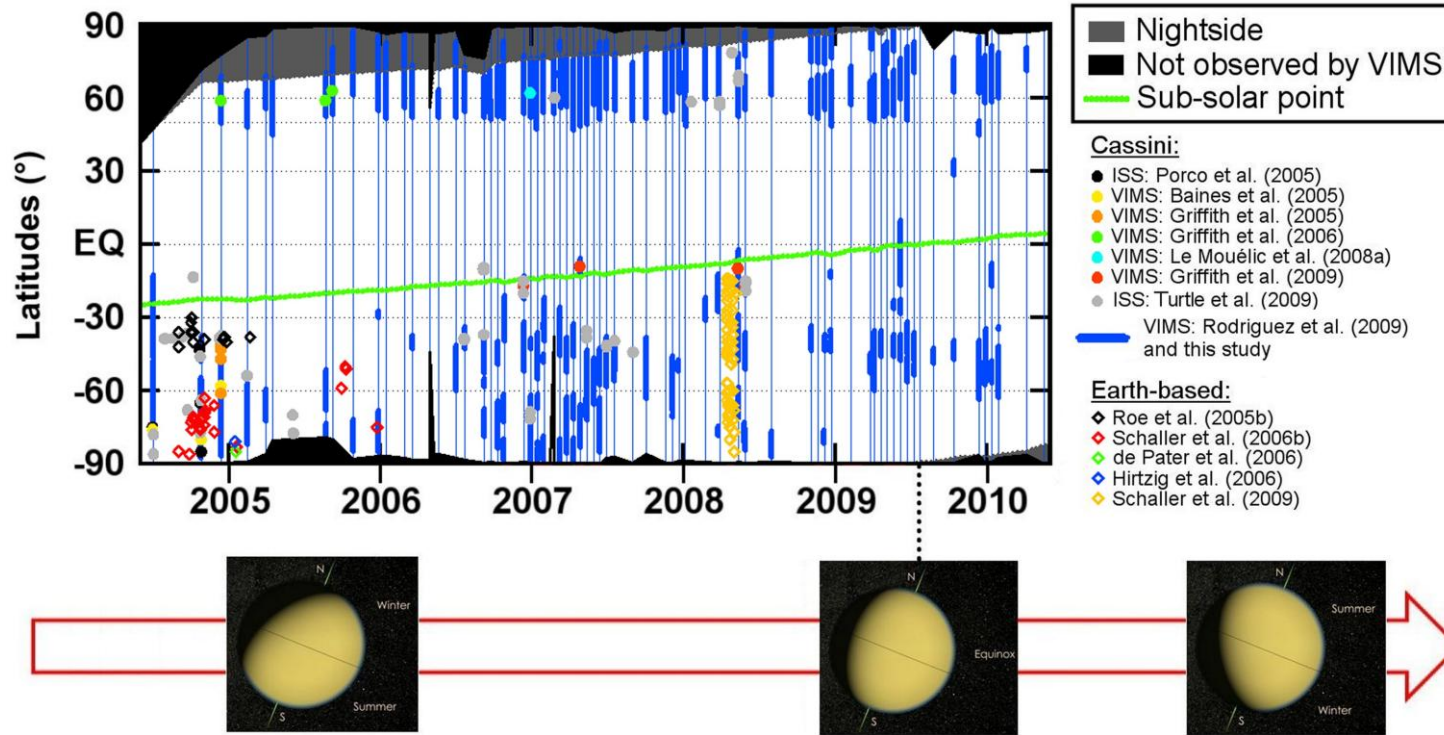 90
60
30
EQ
-30
-60
-90
Latitudes (°)
2005 2006 2007 2008 2009 2010
Nightside
Not observed by VIMS
Sub-solar point
Cassini:
ISS: Porco et al. (2005)
VIMS: Baines et al. (2005)
VIMS: Griffith et al. (2005)
VIMS: Griffith et al. (2006)
VIMS: Le Mouélic et al. (2008a)
VIMS: Griffith et al. (2009)
ISS: Turtle et al. (2009)
VIMS: Rodriguez et al. (2009)
and this study
Earth-based:
Roe et al. (2005b)
Schaller et al. (2006b)
de Pater et al. (2006)
Hirtzig et al. (2006)
Schaller et al. (2009)
N
Winter
Summer
S
N
Equinox
S
N
Summer
Winter
S